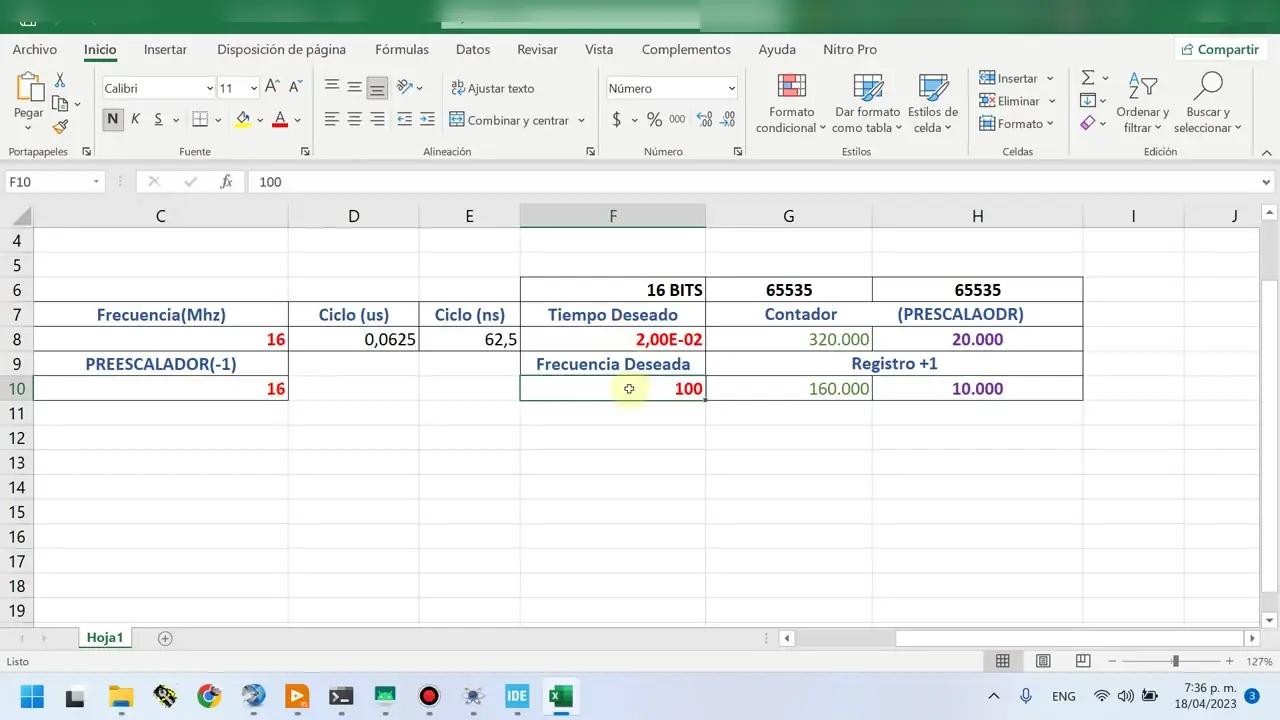 Archivo Inicio Insertar Disposición de página Fórmulas Datos Revisar Vista Complementos Ayuda Nitro Pro Compartir
Calibri 11 Ajustar texto Número Insertar
Pegar N K S A Combinar y centrar $ % 000 Formato condicional Dar formato como tabla Estilos de celda Eliminar Formato Ordenar y filtrar Buscar y seleccionar
Portapapeles Fuente Alineación Número Estilos Celdas Edición
F10 fx 100
C D E F G H I J
4
5
6 16 BITS 65535 65535
7 Frecuencia(Mhz) Ciclo (us) Ciclo (ns) Tiempo Deseado Contador (PRESCALAODR)
8 16 0,0625 62,5 2,00E-02 320.000 20.000
9 PREESCALADOR(-1) Frecuencia Deseada Registro +1
10 16 100 160.000 10.000
11
12
13
14
15
16
17
18
19
Hoja1
Listo 127%
IDE ENG 7:36 p. m.
18/04/2023 3